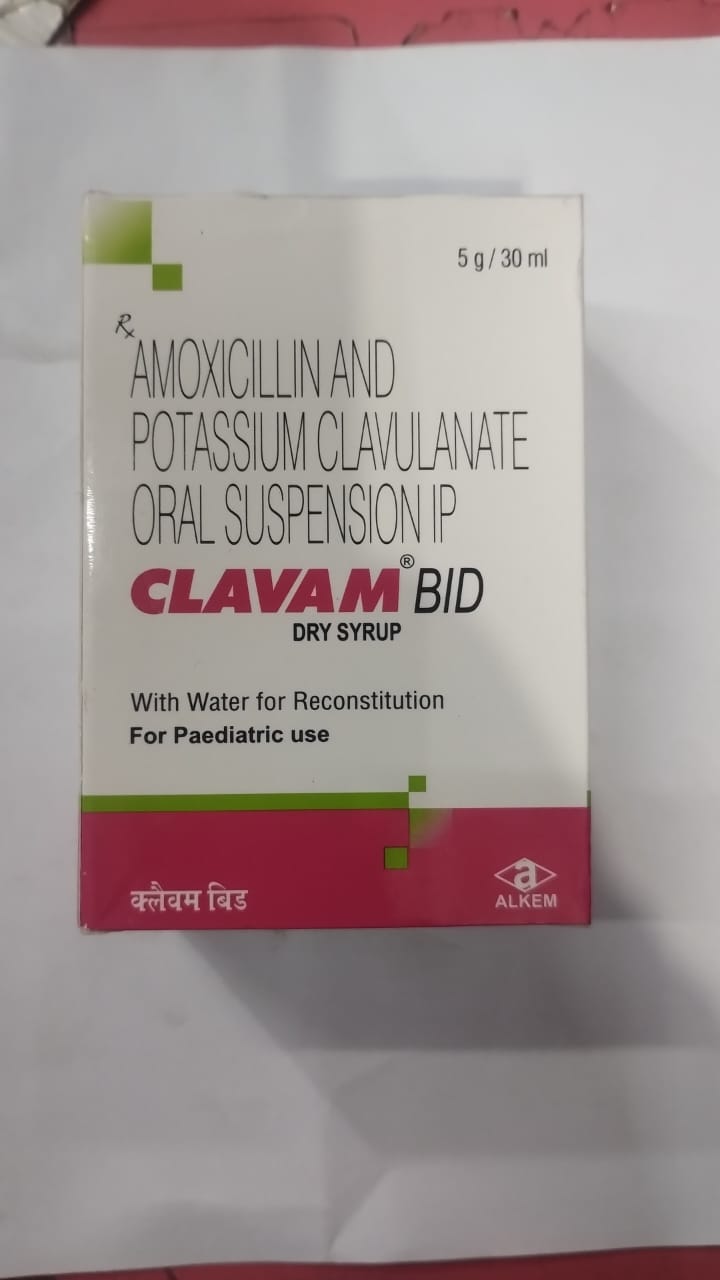 5 g / 30 ml
Rx
AMOXICILLIN AND
POTASSIUM CLAVULANATE
ORAL SUSPENSION IP
CLAVAM® BID
DRY SYRUP
With Water for Reconstitution
For Paediatric use
क्लैवम बिड
a
ALKEM